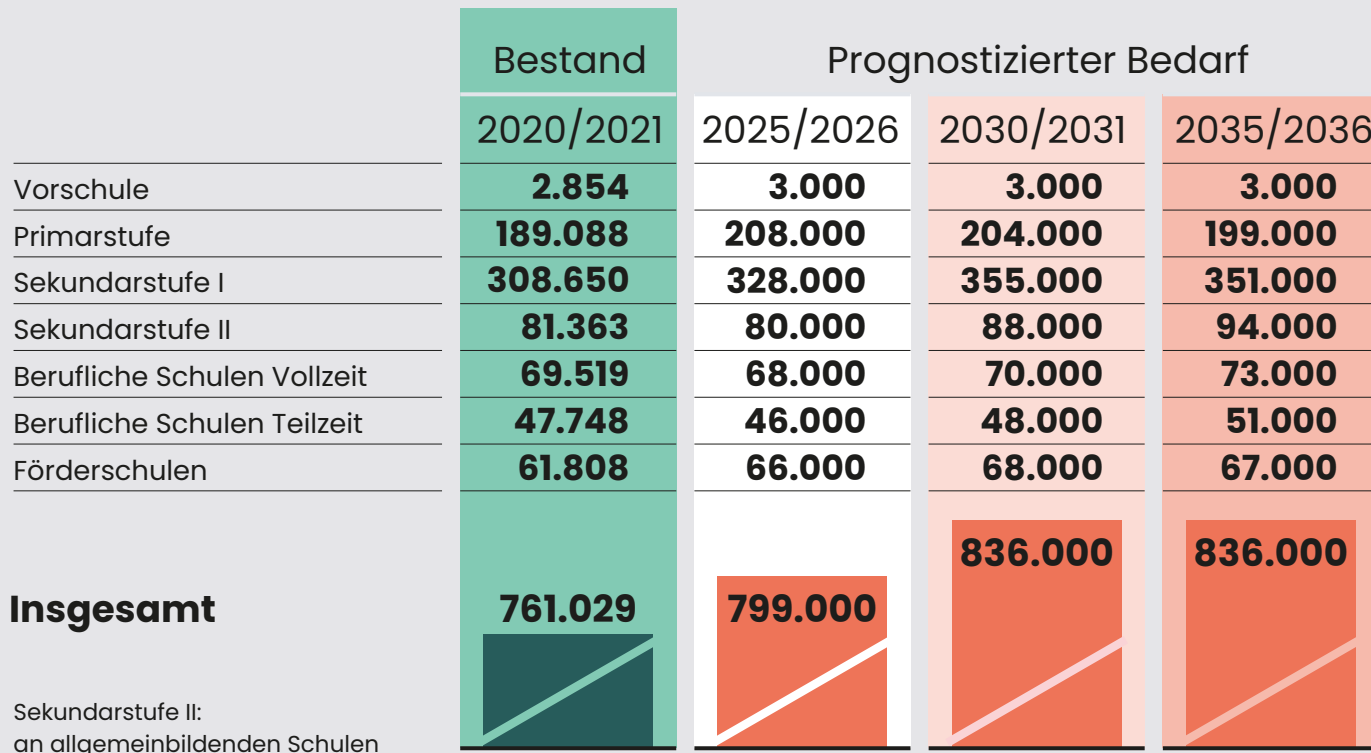 Bestand Prognostizierter Bedarf
2020/2021 2025/2026 2030/2031 2035/2036
Vorschule 2.854 3.000 3.000 3.000
Primarstufe 189.088 208.000 204.000 199.000
Sekundarstufe I 308.650 328.000 355.000 351.000
Sekundarstufe II 81.363 80.000 88.000 94.000
Berufliche Schulen Vollzeit 69.519 68.000 70.000 73.000
Berufliche Schulen Teilzeit 47.748 46.000 48.000 51.000
Förderschulen 61.808 66.000 68.000 67.000
836.000 836.000
Insgesamt 761.029 799.000
Sekundarstufe II:
an allgemeinbildenden Schulen